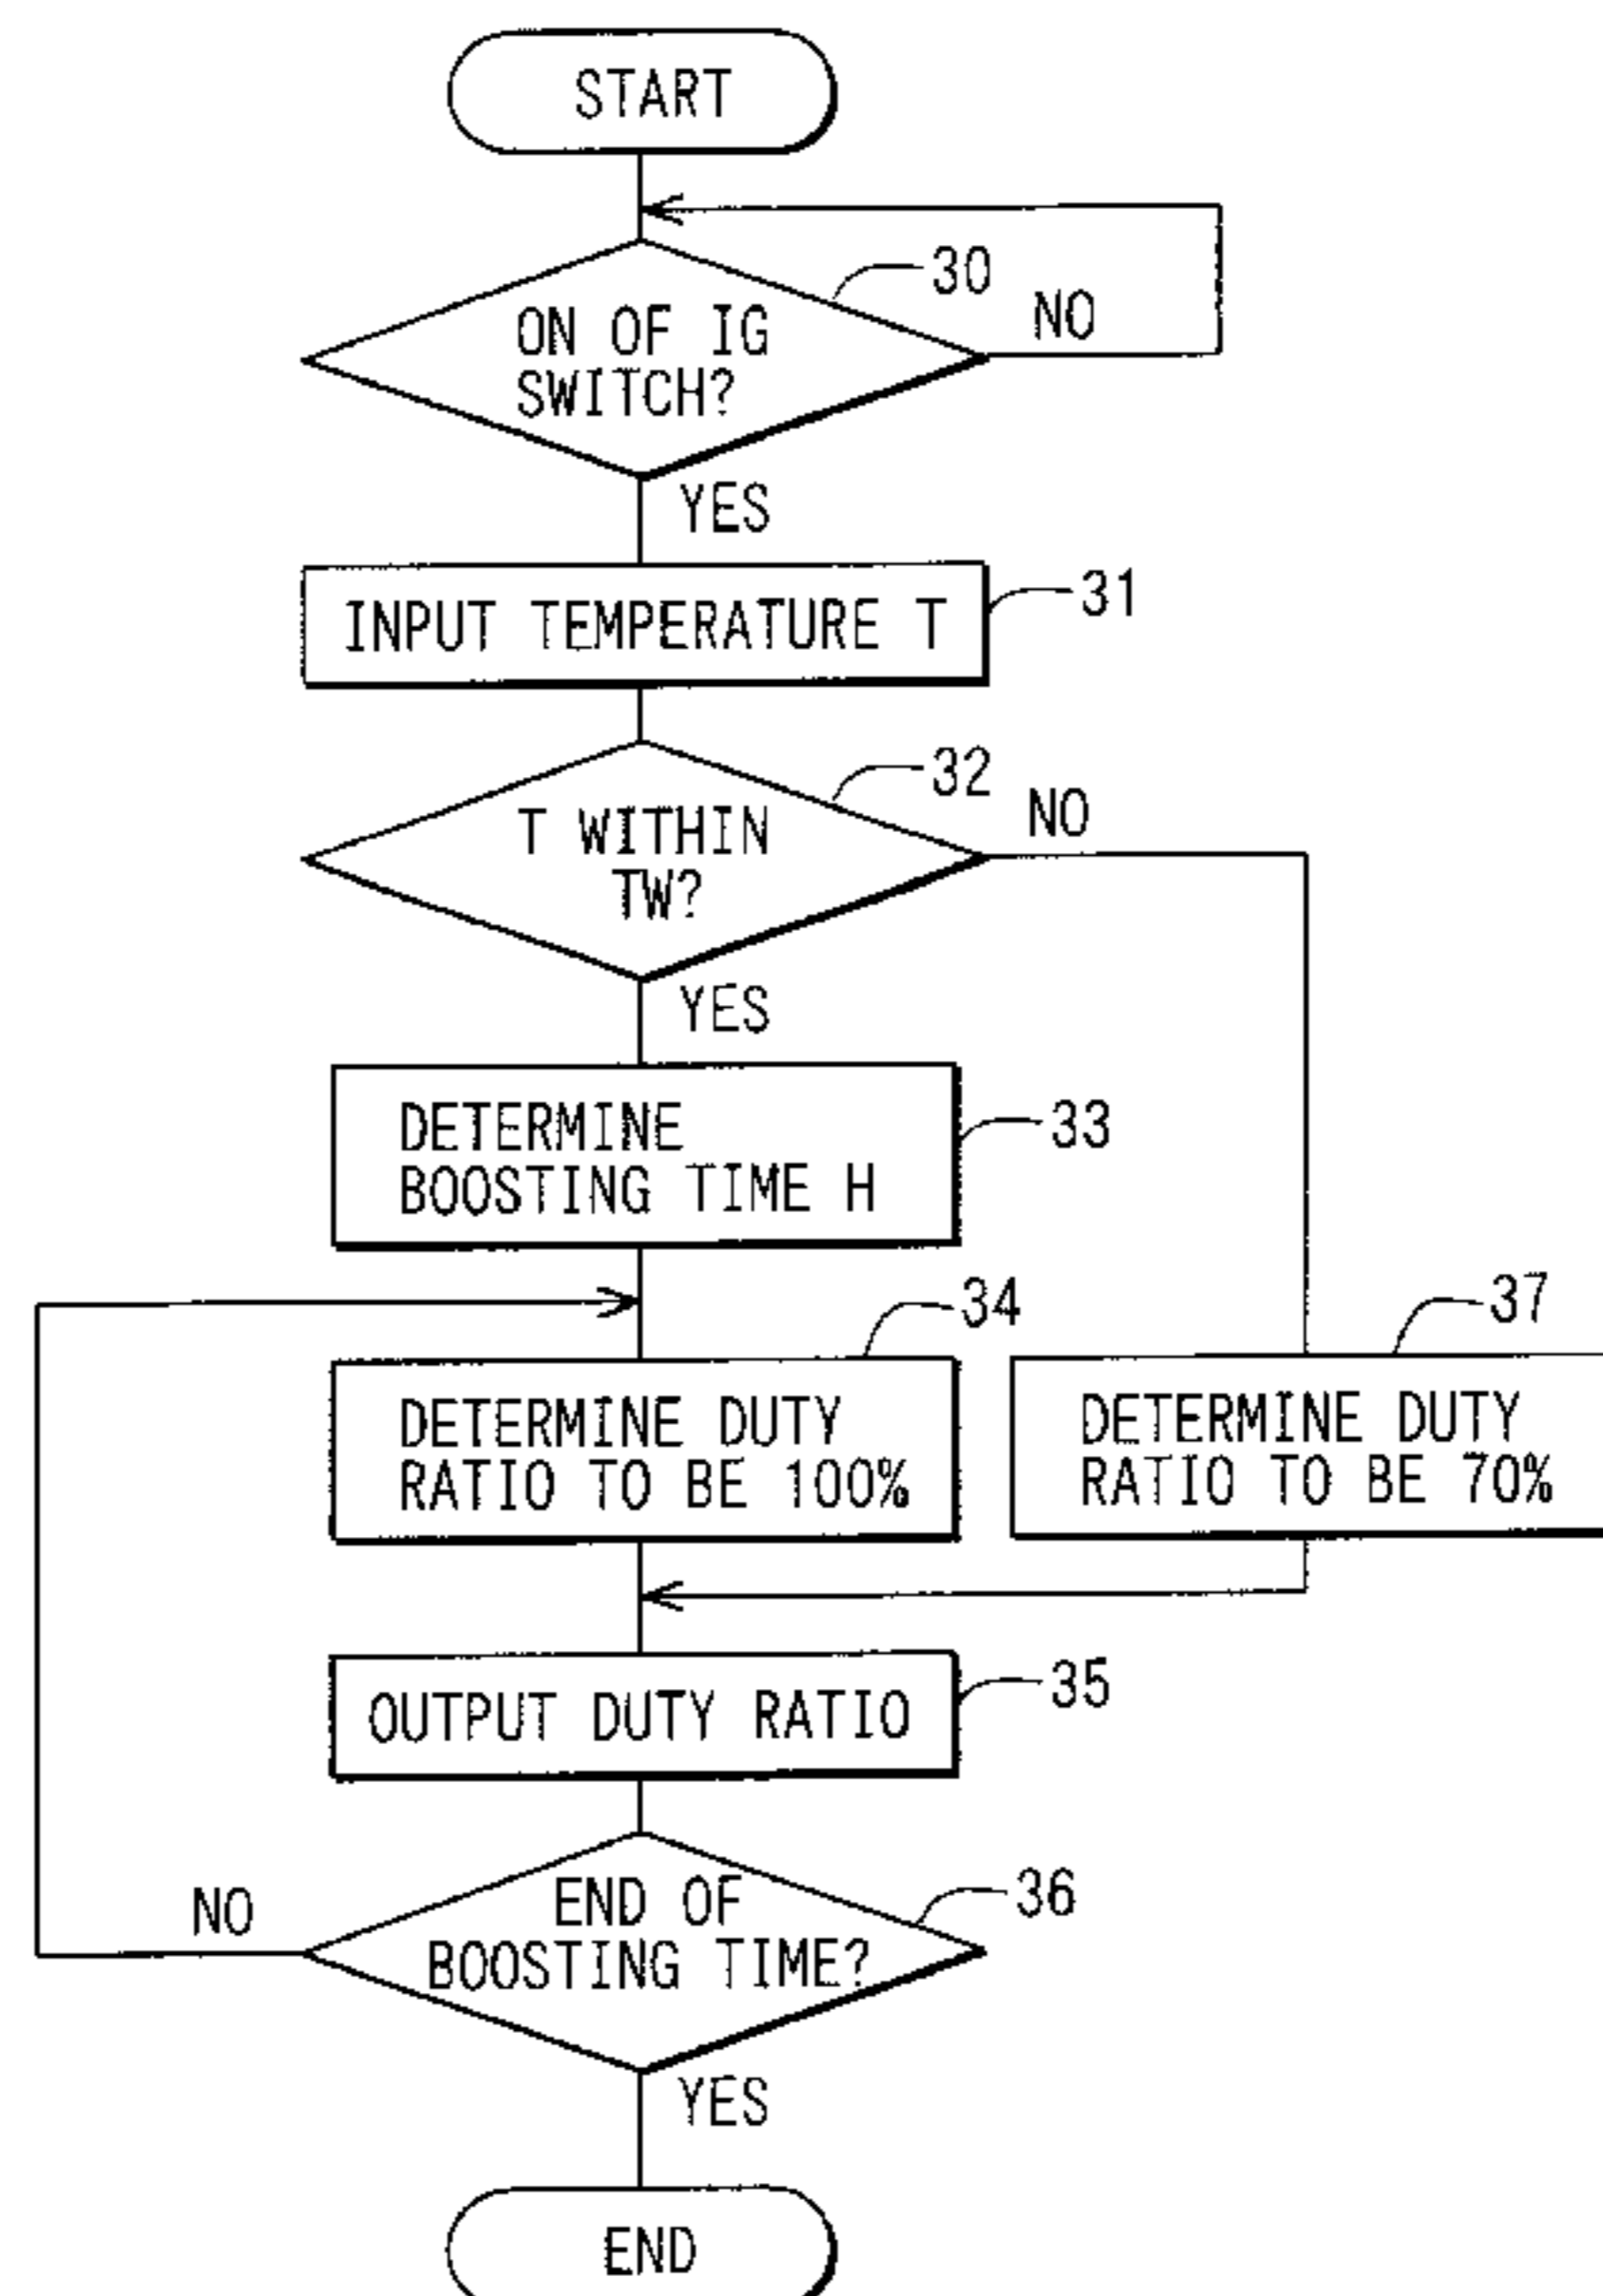 START
30
NO
ON OF IG
SWITCH?
YES
31
INPUT TEMPERATURE T
32
NO
T WITHIN
TW?
YES
DETERMINE
BOOSTING TIME H
33
34
37
DETERMINE DUTY
RATIO TO BE 100%
DETERMINE DUTY
RATIO TO BE 70%
35
OUTPUT DUTY RATIO
36
NO
END OF
BOOSTING TIME?
YES
END